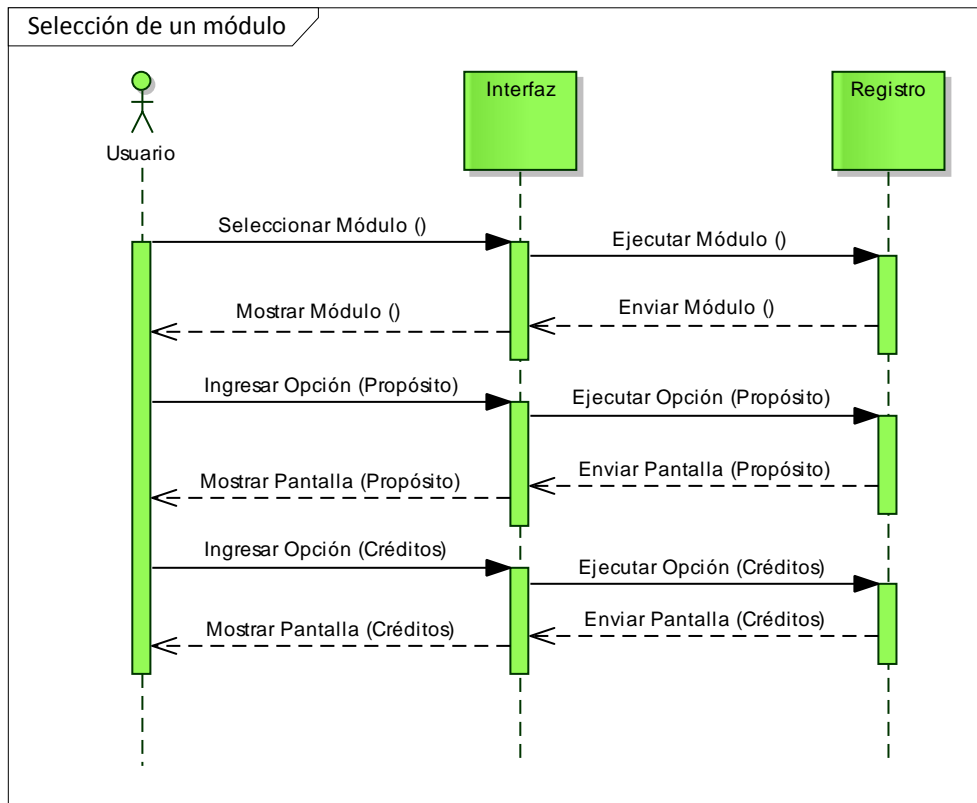 Selección de un módulo
Usuario
Interfaz
Registro
Seleccionar Módulo ()
Ejecutar Módulo ()
Enviar Módulo ()
Mostrar Módulo ()
Ingresar Opción (Propósito)
Ejecutar Opción (Propósito)
Enviar Pantalla (Propósito)
Mostrar Pantalla (Propósito)
Ingresar Opción (Créditos)
Ejecutar Opción (Créditos)
Enviar Pantalla (Créditos)
Mostrar Pantalla (Créditos)